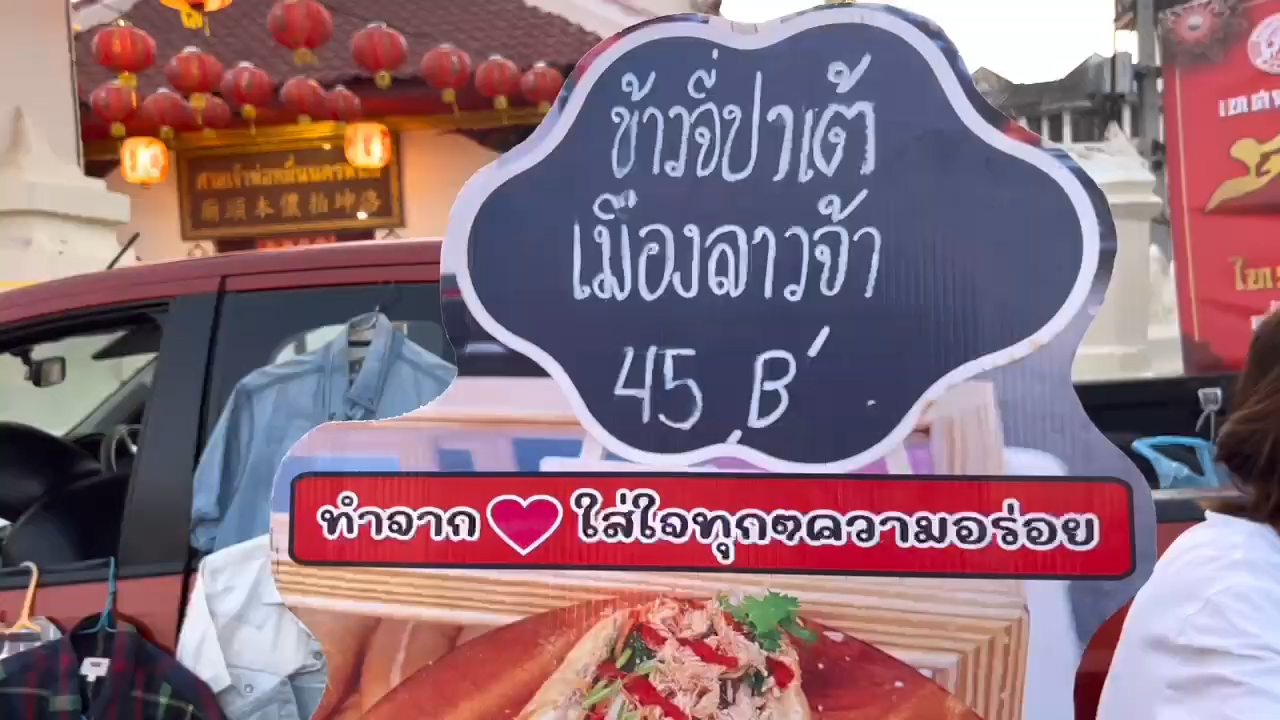 ข้าวจี่ปาเต้
เมืองลาวจ้า
45 B
ทำจาก ใส่ใจทุกๆความอร่อย